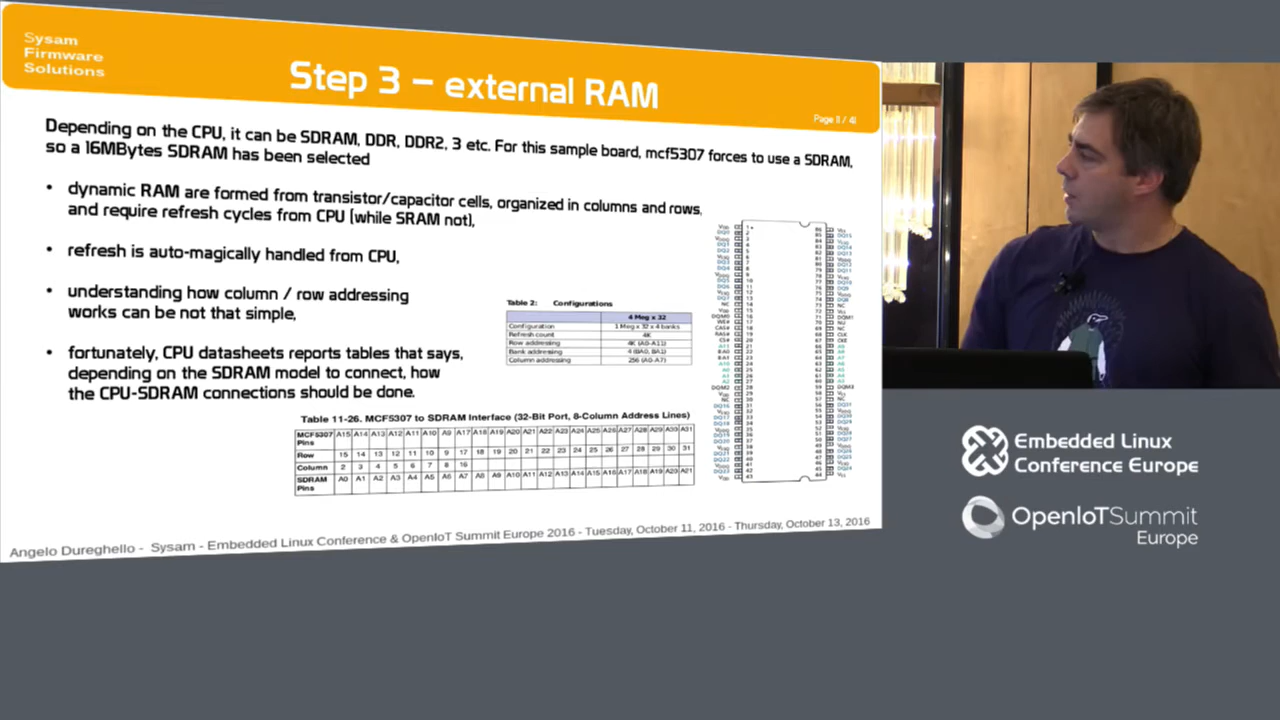 Sysam
Firmware
Solutions
Step 3 – external RAM
Page 11 / 41
Depending on the CPU, it can be SDRAM, DDR, DDR2, 3 etc. For this sample board, mcf5307 forces to use a SDRAM,
so a 16MBytes SDRAM has been selected
• dynamic RAM are formed from transistor/capacitor cells, organized in columns and rows,
and require refresh cycles from CPU (while SRAM not),
• refresh is auto-magically handled from CPU,
• understanding how column / row addressing
works can be not that simple,
• fortunately, CPU datasheets reports tables that says,
depending on the SDRAM model to connect, how
the CPU-SDRAM connections should be done.
Table 2: Configurations
4 Meg x 32
Configuration 1 Meg x 32 x 4 banks
Refresh count 4K
Row addressing 4K (A0-A11)
Bank addressing 4 (BA0, BA1)
Column addressing 256 (A0-A7)
Table 11-26. MCF5307 to SDRAM Interface (32-Bit Port, 8-Column Address Lines)
MCF5307 Pins A15 A14 A13 A12 A11 A10 A9 A17 A18 A19 A20 A21 A22 A23 A24 A25 A26 A27 A28 A29 A30 A31
Row 15 14 13 12 11 10 9 17 18 19 20 21 22 23 24 25 26 27 28 29 30 31
Column 2 3 4 5 6 7 8 16
SDRAM Pins A0 A1 A2 A3 A4 A5 A6 A7 A8 A9 A10 A11 A12 A13 A14 A15 A16 A17 A18 A19 A20 A21
Angelo Dureghello - Sysam - Embedded Linux Conference & OpenIoT Summit Europe 2016 - Tuesday, October 11, 2016 - Thursday, October 13, 2016
Embedded Linux
Conference Europe
OpenIoTSummit
Europe